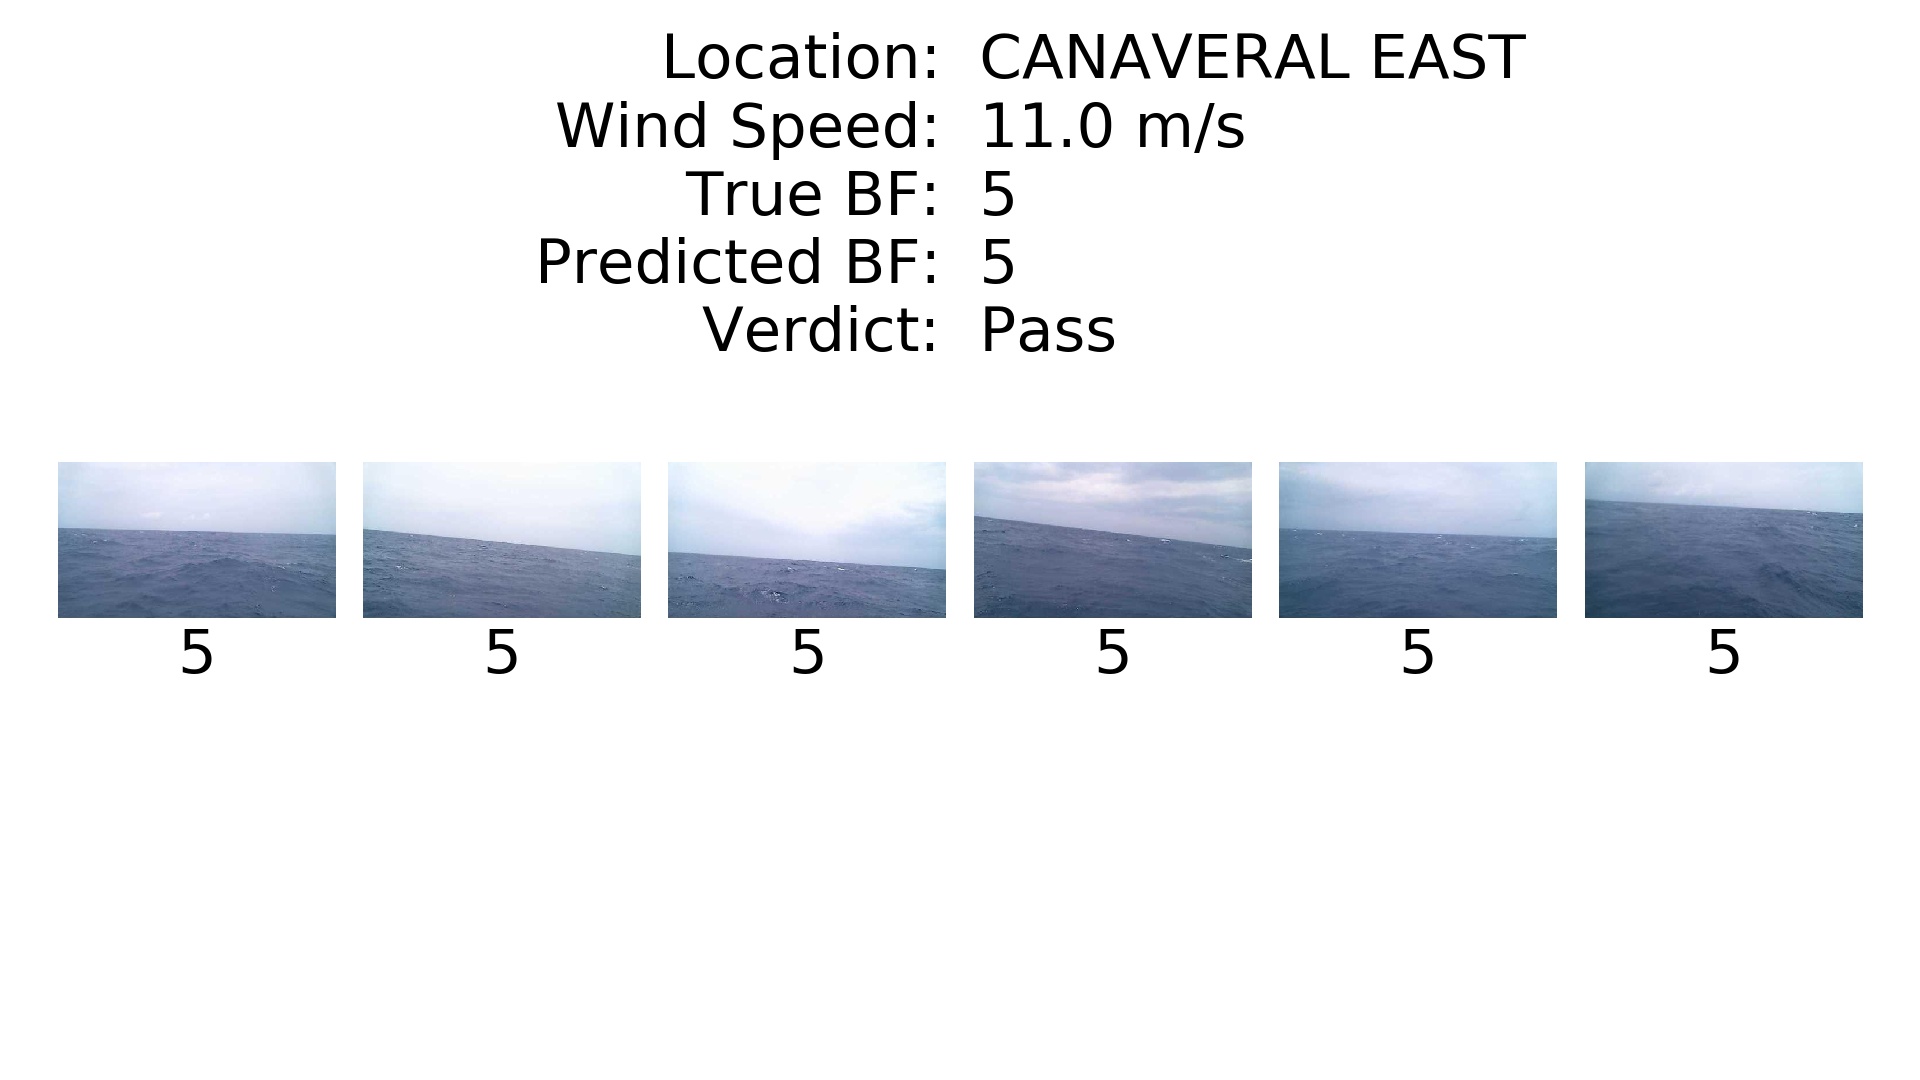 Location: CANAVERAL EAST
Wind Speed: 11.0 m/s
True BF: 5
Predicted BF: 5
Verdict: Pass
5 5 5 5 5 5